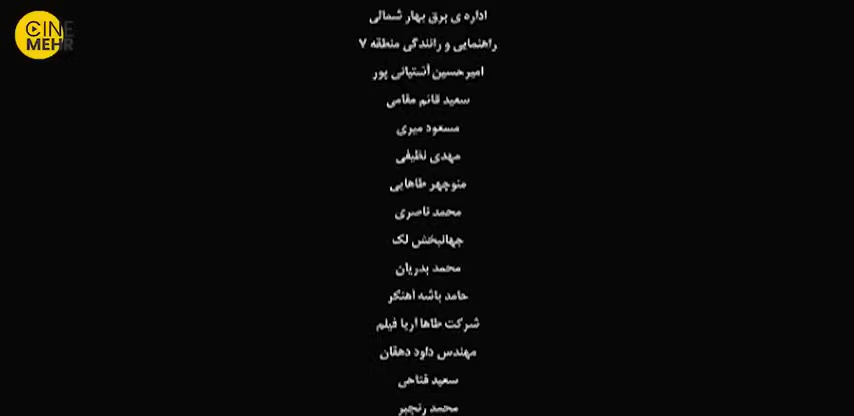 CINE
MEHR
اداره ی برق بهار شمالی
راهنمایی و رانندگی منطقه ۷
امیرحسین آشتیانی پور
سعید قائم مقامی
مسعود میری
مهدی نظیفی
منوچهر طاهایی
محمد ناصری
جهانبخش لک
محمد بدریان
حامد باشه آهنگر
شرکت طاها آریا فیلم
مهندس داود دهقان
سعید فتاحی
محمد رنجبر